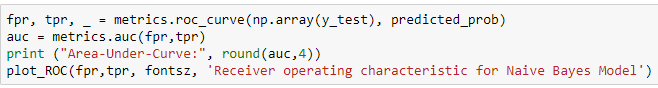 fpr, tpr, _ = metrics.roc_curve(np.array(y_test), predicted_prob)
auc = metrics.auc(fpr,tpr)
print ("Area-Under-Curve:", round(auc,4))
plot_ROC(fpr,tpr, fontsz, 'Receiver operating characteristic for Naive Bayes Model')